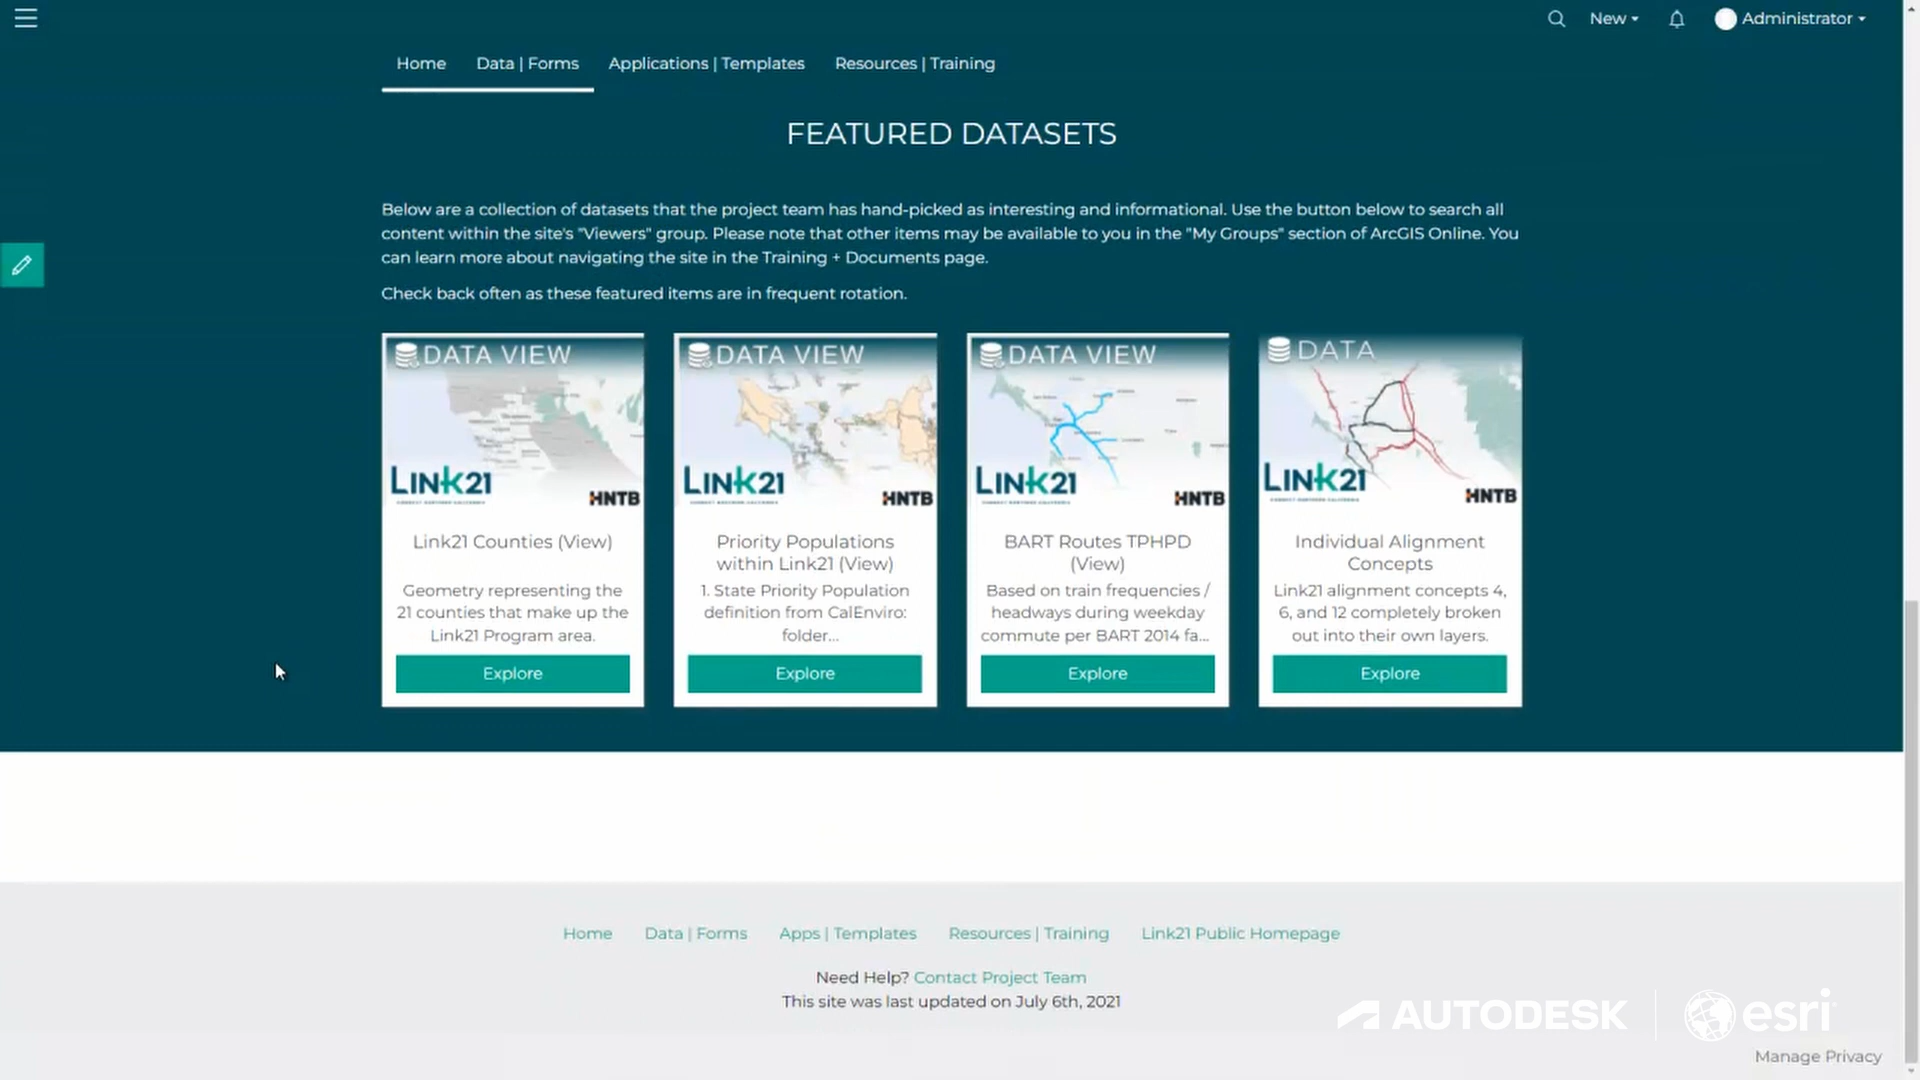 New
Administrator
Home
Data | Forms
Applications | Templates
Resources | Training
FEATURED DATASETS
Below are a collection of datasets that the project team has hand-picked as interesting and informational. Use the button below to search all
content within the site's "Viewers" group. Please note that other items may be available to you in the "My Groups" section of ArcGIS Online. You
can learn more about navigating the site in the Training + Documents page.
Check back often as these featured items are in frequent rotation.
DATA VIEW
LINK21
HNTB
Link21 Counties (View)
Geometry representing the
21 counties that make up the
Link21 Program area.
Explore
DATA VIEW
LINK21
HNTB
Priority Populations
within Link21 (View)
1. State Priority Population
definition from CalEnviro:
folder...
Explore
DATA VIEW
LINK21
HNTB
BART Routes TPHPD
(View)
Based on train frequencies /
headways during weekday
commute per BART 2014 fa...
Explore
DATA
LINK21
HNTB
Individual Alignment
Concepts
Link21 alignment concepts 4,
6, and 12 completely broken
out into their own layers.
Explore
Home
Data | Forms
Apps | Templates
Resources | Training
Link21 Public Homepage
Need Help? Contact Project Team
This site was last updated on July 6th, 2021
AUTODESK
esri
Manage Privacy